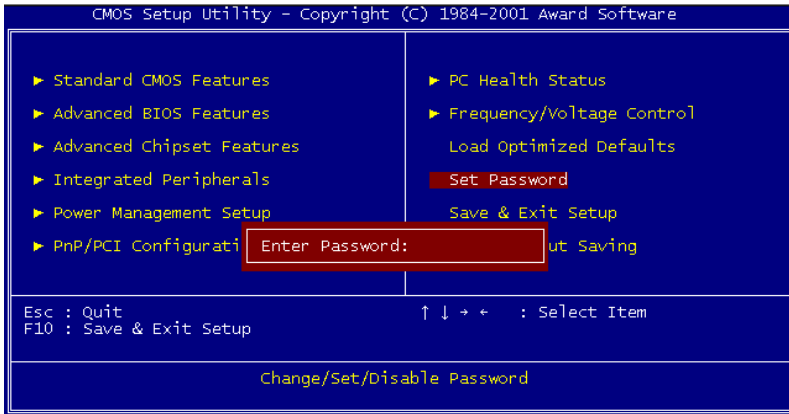 CMOS Setup Utility - Copyright (C) 1984-2001 Award Software
► Standard CMOS Features
► Advanced BIOS Features
► Advanced Chipset Features
► Integrated Peripherals
► Power Management Setup
► PnP/PCI Configurati
► PC Health Status
► Frequency/Voltage Control
Load Optimized Defaults
Set Password
Save & Exit Setup
ut Saving
Enter Password:
Esc : Quit
F10 : Save & Exit Setup
↑ ↓ → ← : Select Item
Change/Set/Disable Password